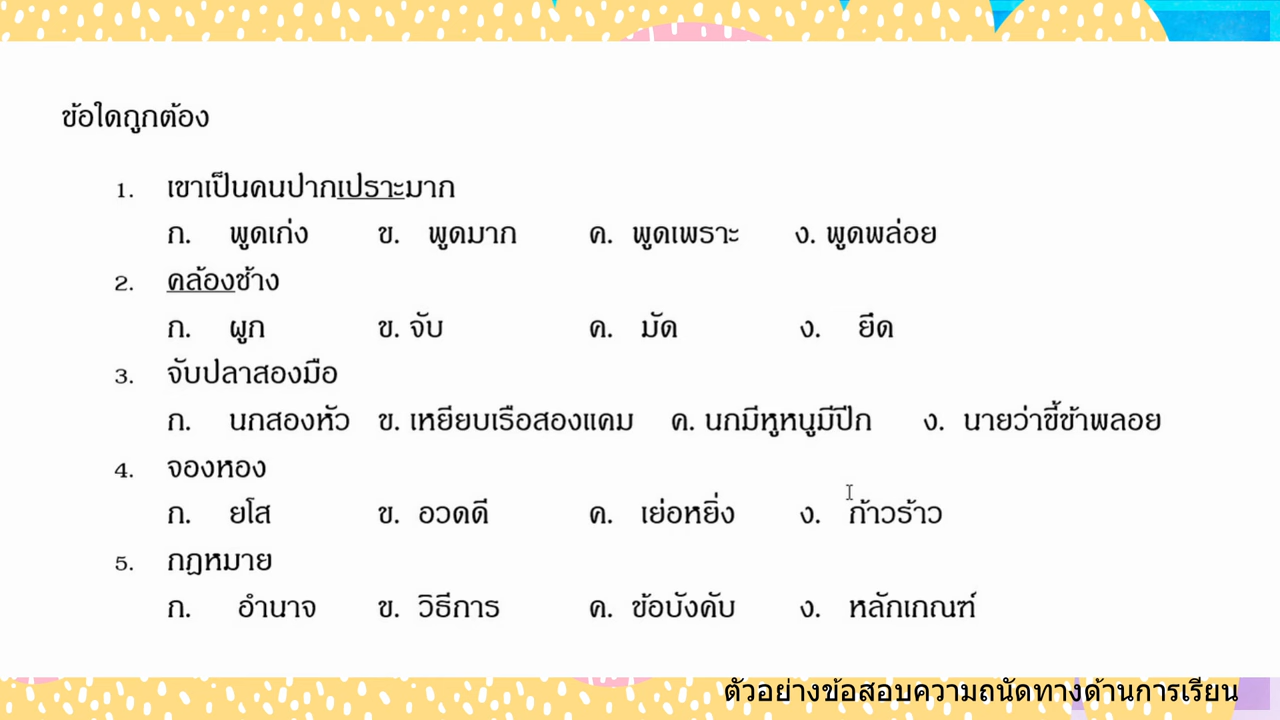 ข้อใดถูกต้อง
1. เขาเป็นคนปากเปราะมาก
ก. พูดเก่ง ข. พูดมาก ค. พูดเพราะ ง. พูดพล่อย
2. คล้องช้าง
ก. ผูก ข. จับ ค. มัด ง. ยึด
3. จับปลาสองมือ
ก. นกสองหัว ข. เหยียบเรือสองแคม ค. นกมีหูหนูมีปีก ง. นายว่าขี้ข้าพลอย
4. จองหอง
ก. ยโส ข. อวดดี ค. เย่อหยิ่ง ง. ก้าวร้าว
5. กฎหมาย
ก. อำนาจ ข. วิธีการ ค. ข้อบังคับ ง. หลักเกณฑ์
ตัวอย่างข้อสอบความถนัดทางด้านการเรียน